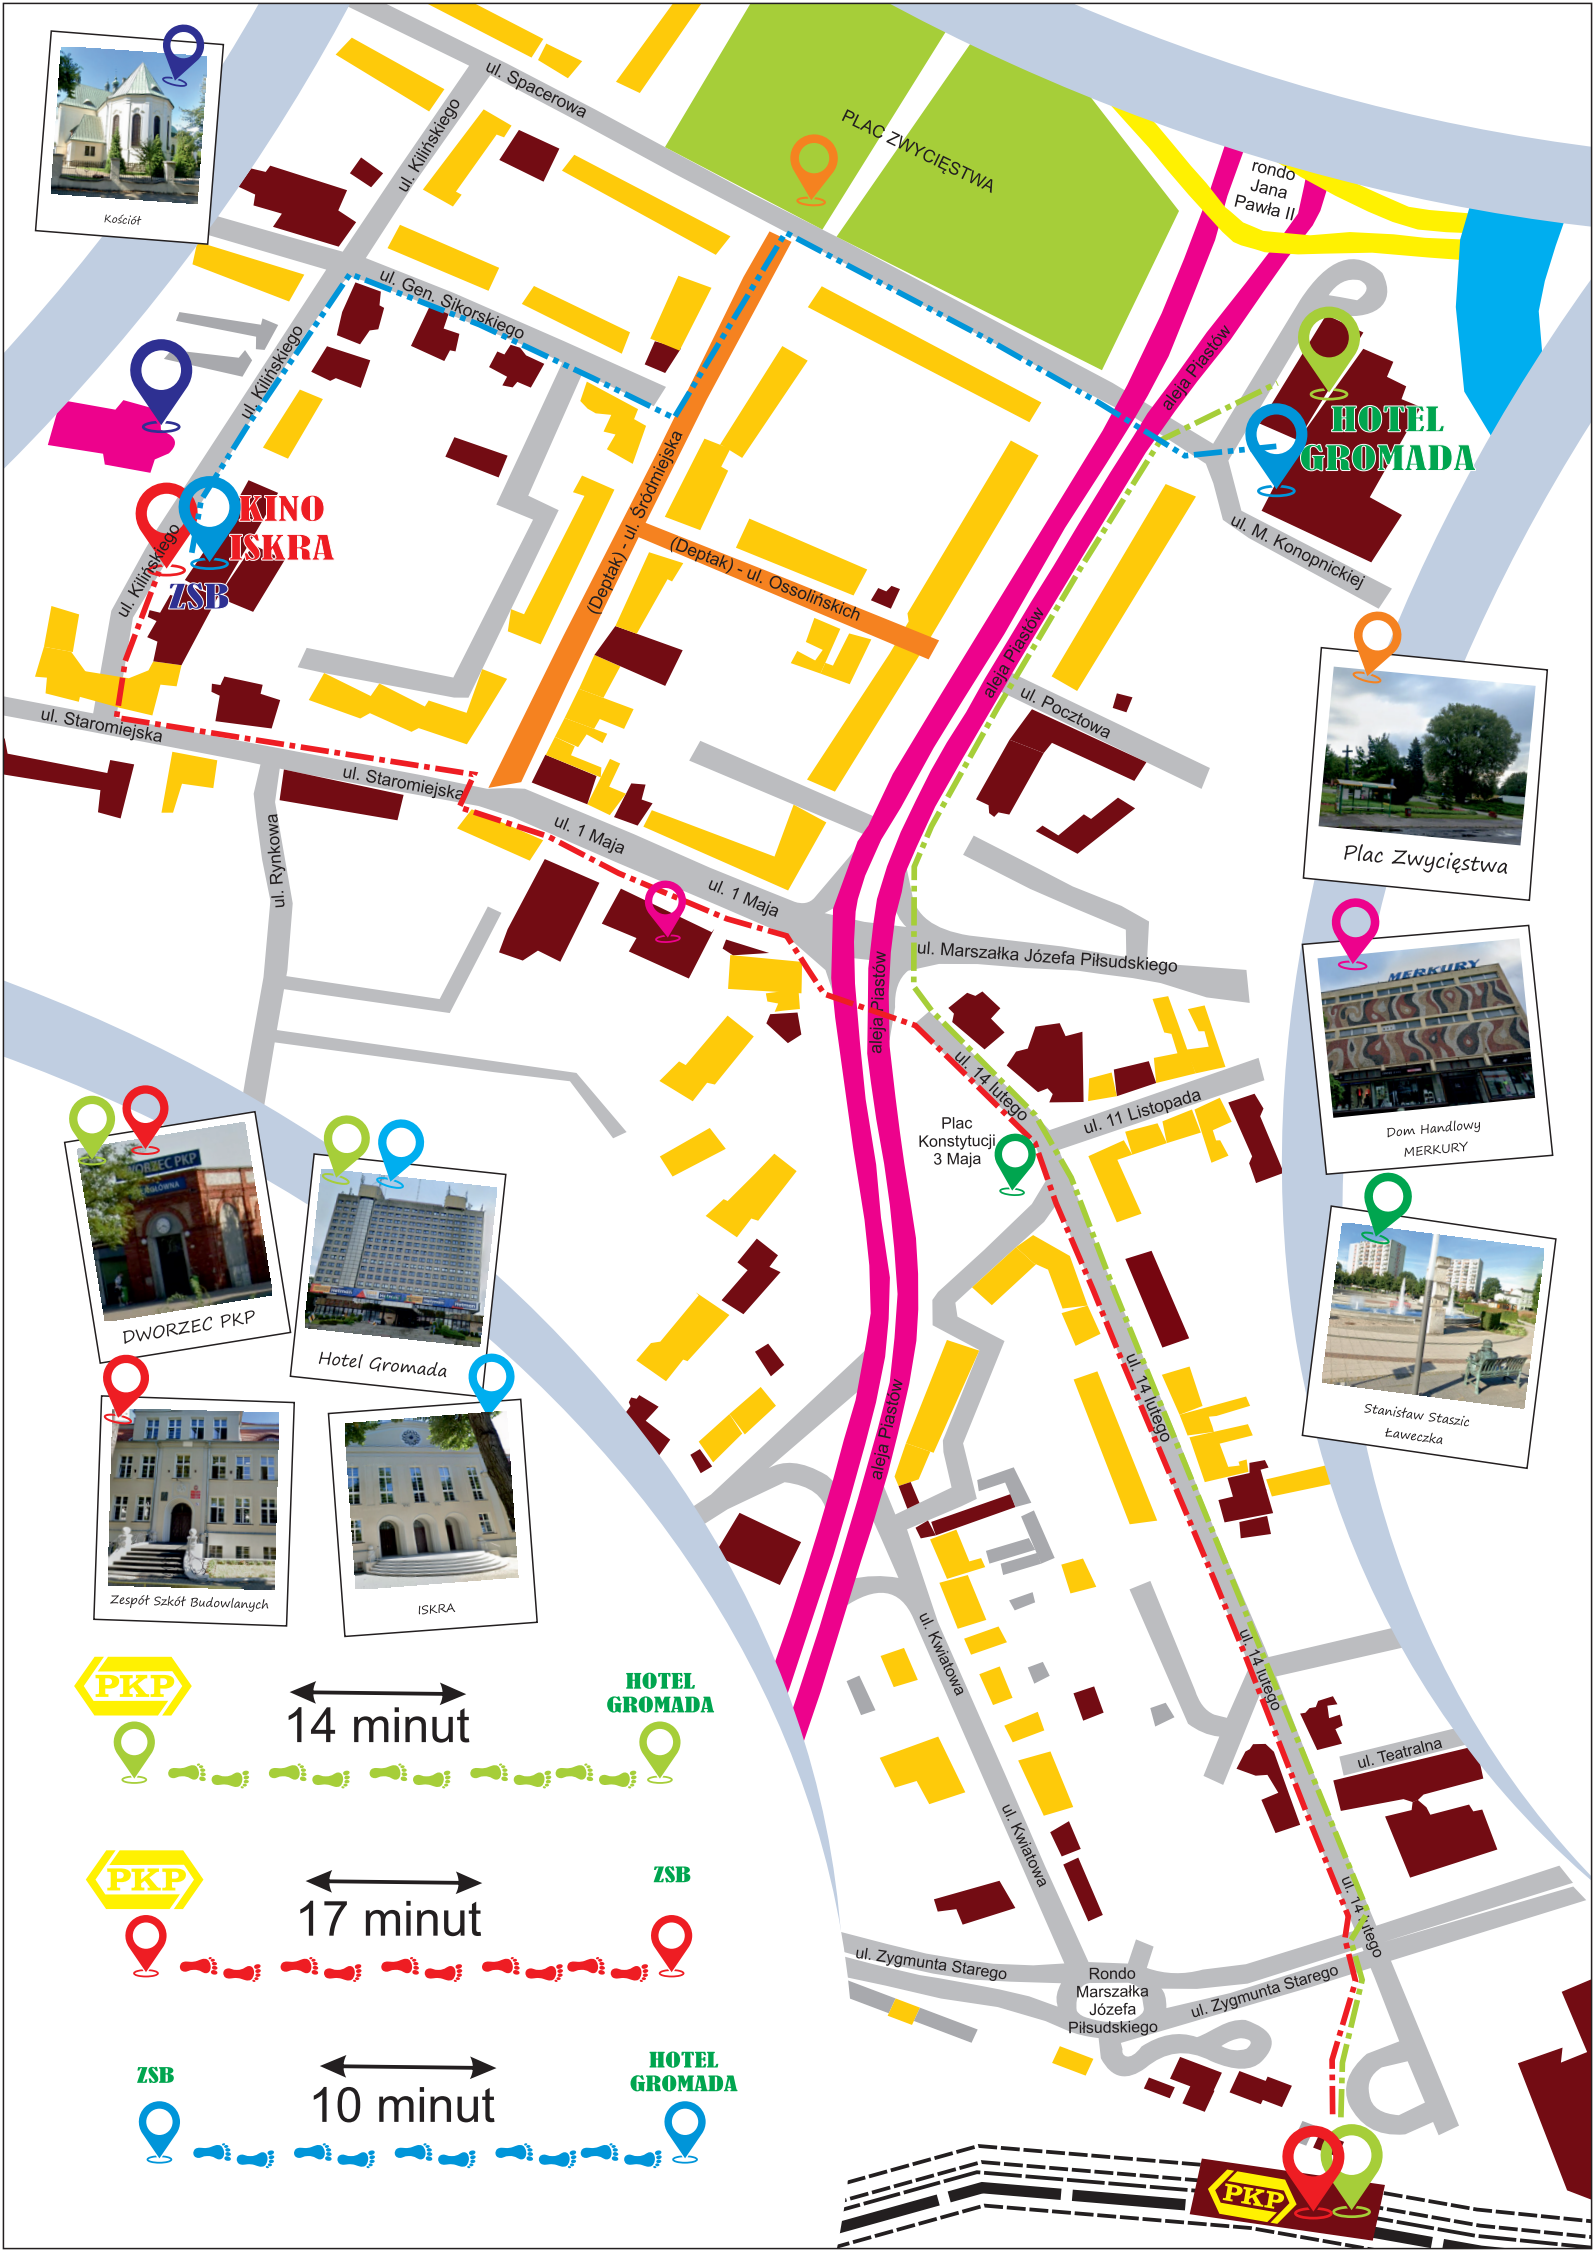 ul. Spacerowa
PLAC ZWYCIĘSTWA
rondo
Jana
Pawła II
Kościół
ul. Kilińskiego
ul. Gen. Sikorskiego
ul. Kilińskiego
aleja Piastów
HOTEL
GROMADA
KINO
ISKRA
ZSB
ul. Kilińskiego
(Deptak) - ul. Śródmiejska
(Deptak) - ul. Ossolińskich
ul. M. Konopnickiej
aleja Piastów
ul. Pocztowa
ul. Staromiejska
ul. Staromiejska
ul. Rynkowa
ul. 1 Maja
ul. 1 Maja
Plac Zwycięstwa
ul. Marszałka Józefa Piłsudskiego
aleja Piastów
MERKURY
Dom Handlowy
MERKURY
ul. 14 lutego
ul. 11 Listopada
Plac
Konstytucji
3 Maja
DWORZEC PKP
DWORZEC PKP
Hotel Gromada
Stanisław Staszic
Ławeczka
ul. 14 lutego
aleja Piastów
Zespół Szkół Budowlanych
ISKRA
ul. Kwiatowa
ul. 14 lutego
PKP
14 minut
HOTEL
GROMADA
ul. Teatralna
ul. Kwiatowa
PKP
17 minut
ZSB
ul. 14 lutego
ul. Zygmunta Starego
Rondo
Marszałka
Józefa
Piłsudskiego
ul. Zygmunta Starego
ZSB
10 minut
HOTEL
GROMADA
PKP